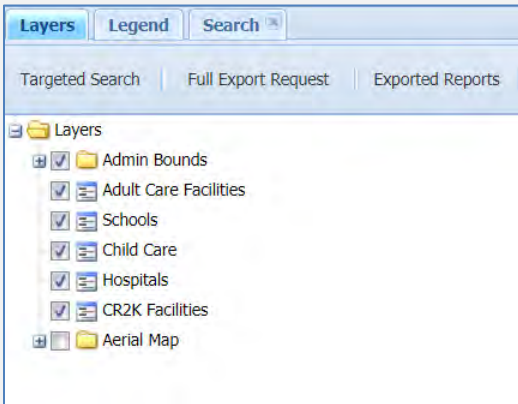 Layers Legend Search
Targeted Search Full Export Request Exported Reports
Layers
Admin Bounds
Adult Care Facilities
Schools
Child Care
Hospitals
CR2K Facilities
Aerial Map